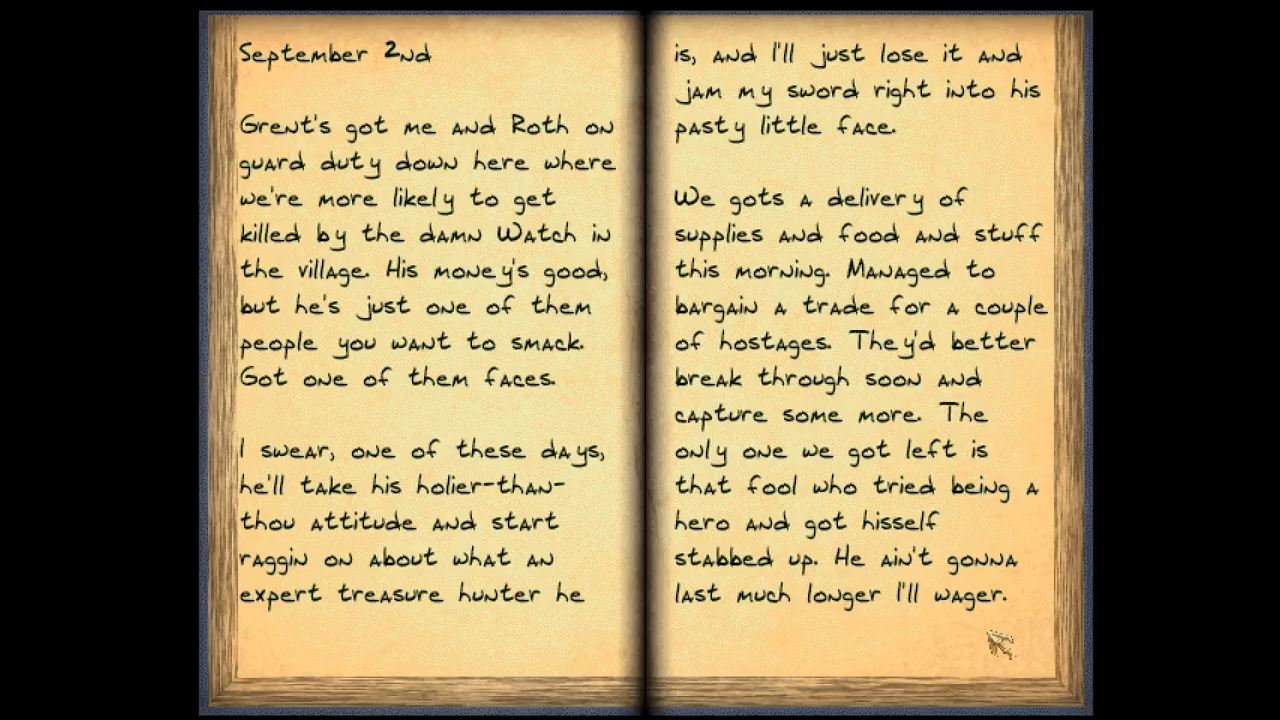 September 2nd
Grent's got me and Roth on
guard duty down here where
we're more likely to get
killed by the damn Watch in
the village. His money's good,
but he's just one of them
people you want to smack.
Got one of them faces.
I swear, one of these days,
he'll take his holier-than-
thou attitude and start
raggin on about what an
expert treasure hunter he
is, and I'll just lose it and
jam my sword right into his
pasty little face.
We gots a delivery of
supplies and food and stuff
this morning. Managed to
bargain a trade for a couple
of hostages. They'd better
break through soon and
capture some more. The
only one we got left is
that fool who tried being a
hero and got hisself
stabbed up. He ain't gonna
last much longer I'll wager.